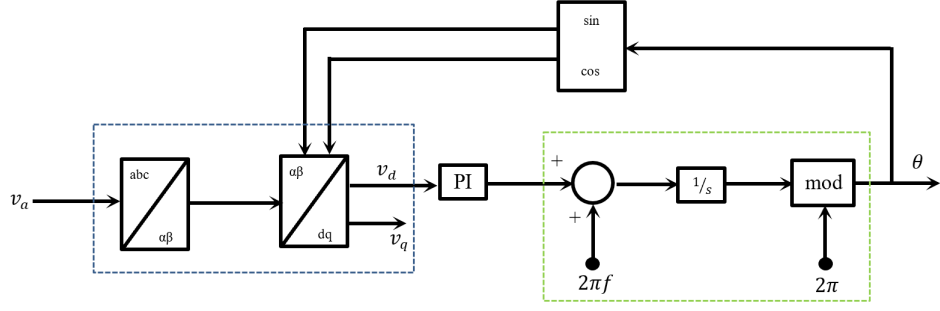 sin
cos
abc
αβ
αβ
dq
v_a
v_d
v_q
PI
+
+
2πf
1/s
mod
2π
θ